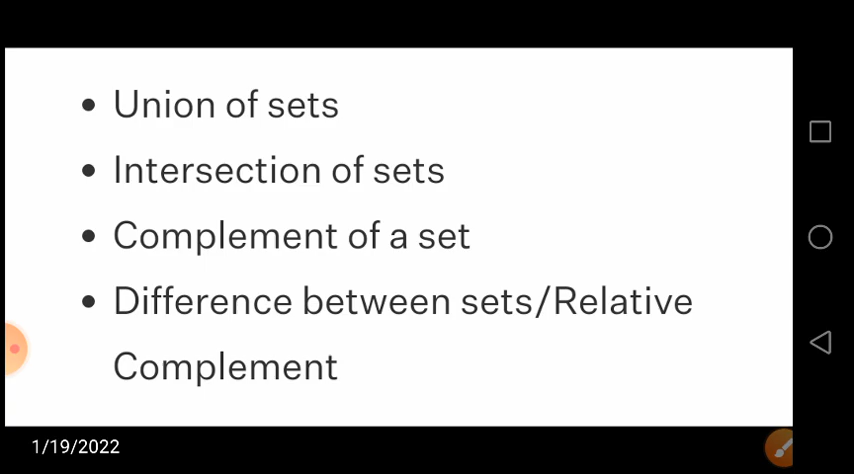 • Union of sets
• Intersection of sets
• Complement of a set
• Difference between sets/Relative
Complement
1/19/2022